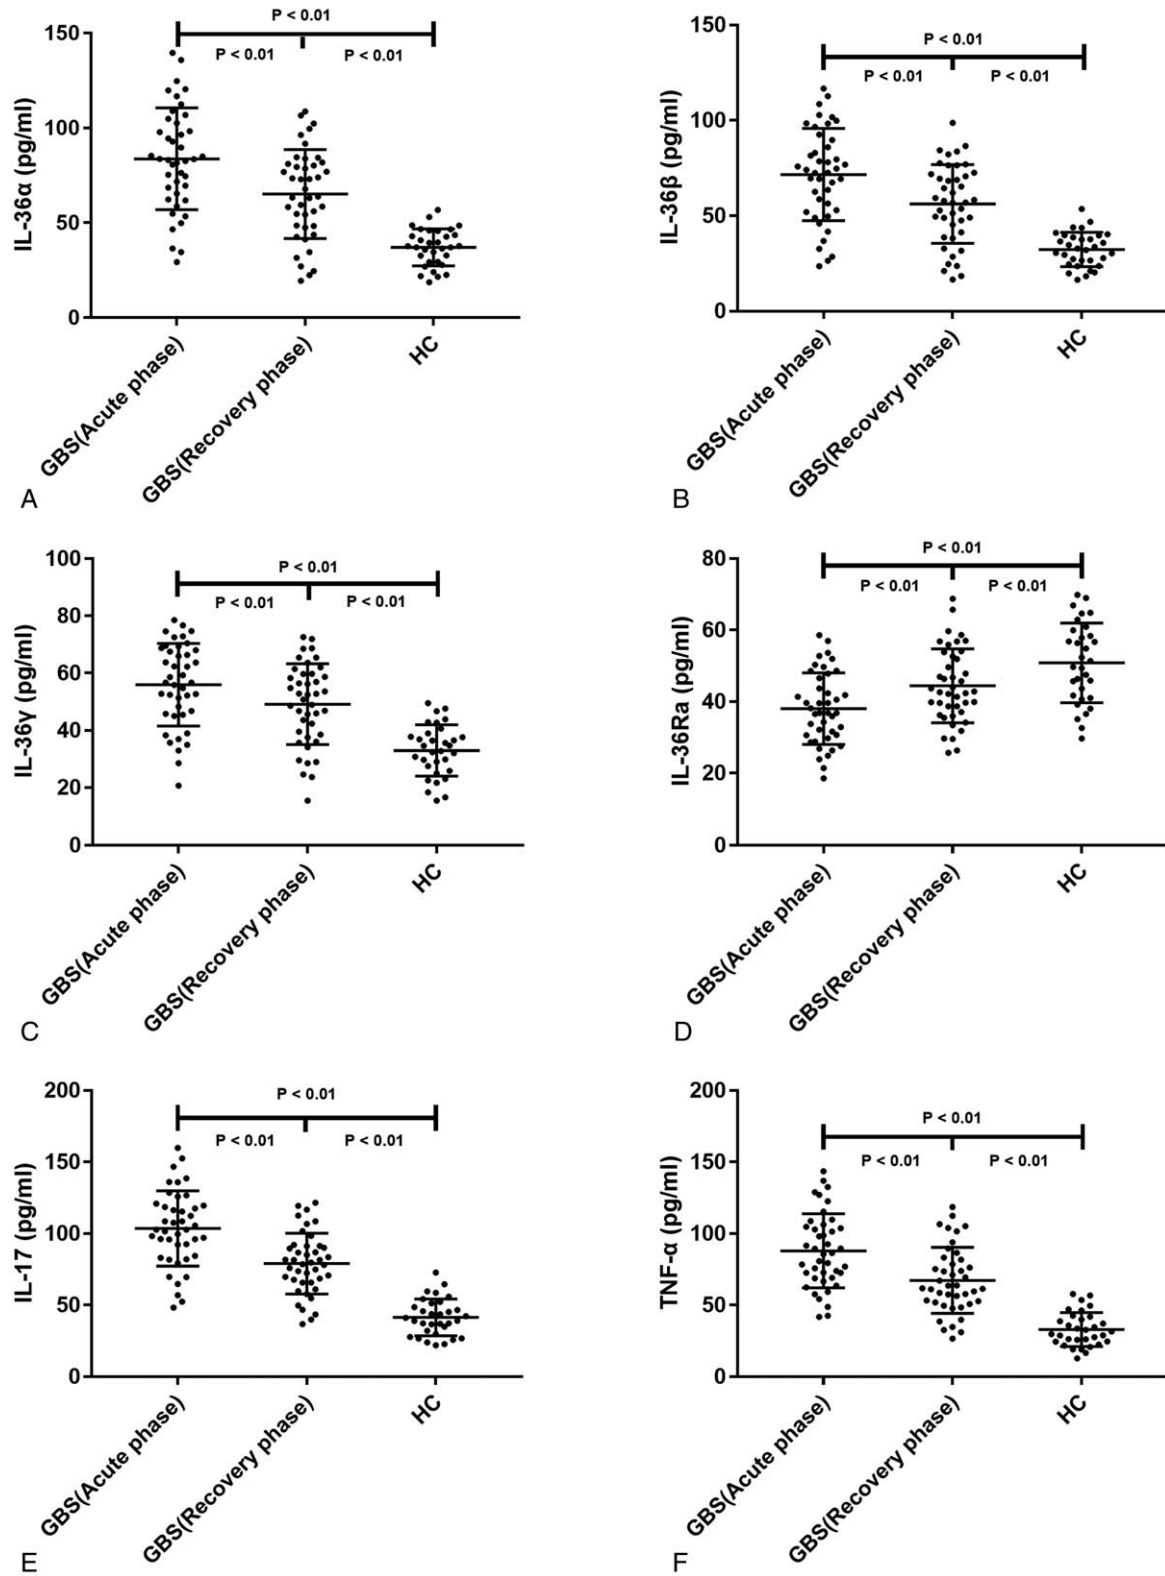 P < 0.01
P < 0.01 P < 0.01
150
100
50
0
IL-36α (pg/ml)
GBS(Acute phase)
GBS(Recovery phase)
HC
A
P < 0.01
P < 0.01 P < 0.01
150
100
50
0
IL-36β (pg/ml)
GBS(Acute phase)
GBS(Recovery phase)
HC
B
P < 0.01
P < 0.01 P < 0.01
100
80
60
40
20
0
IL-36γ (pg/ml)
GBS(Acute phase)
GBS(Recovery phase)
HC
C
P < 0.01
P < 0.01 P < 0.01
80
60
40
20
0
IL-36Ra (pg/ml)
GBS(Acute phase)
GBS(Recovery phase)
HC
D
P < 0.01
P < 0.01 P < 0.01
200
150
100
50
0
IL-17 (pg/ml)
GBS(Acute phase)
GBS(Recovery phase)
HC
E
P < 0.01
P < 0.01 P < 0.01
200
150
100
50
0
TNF-α (pg/ml)
GBS(Acute phase)
GBS(Recovery phase)
HC
F